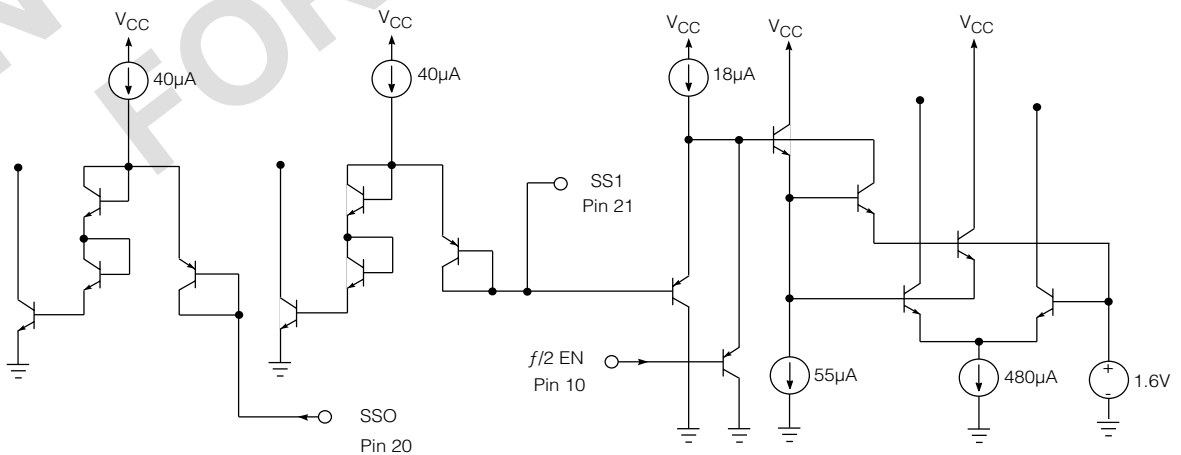 FOR
VCC
VCC
VCC
VCC
VCC
40µA
40µA
18µA
SS1
Pin 21
ƒ/2 EN
Pin 10
55µA
480µA
+
-
1.6V
SSO
Pin 20